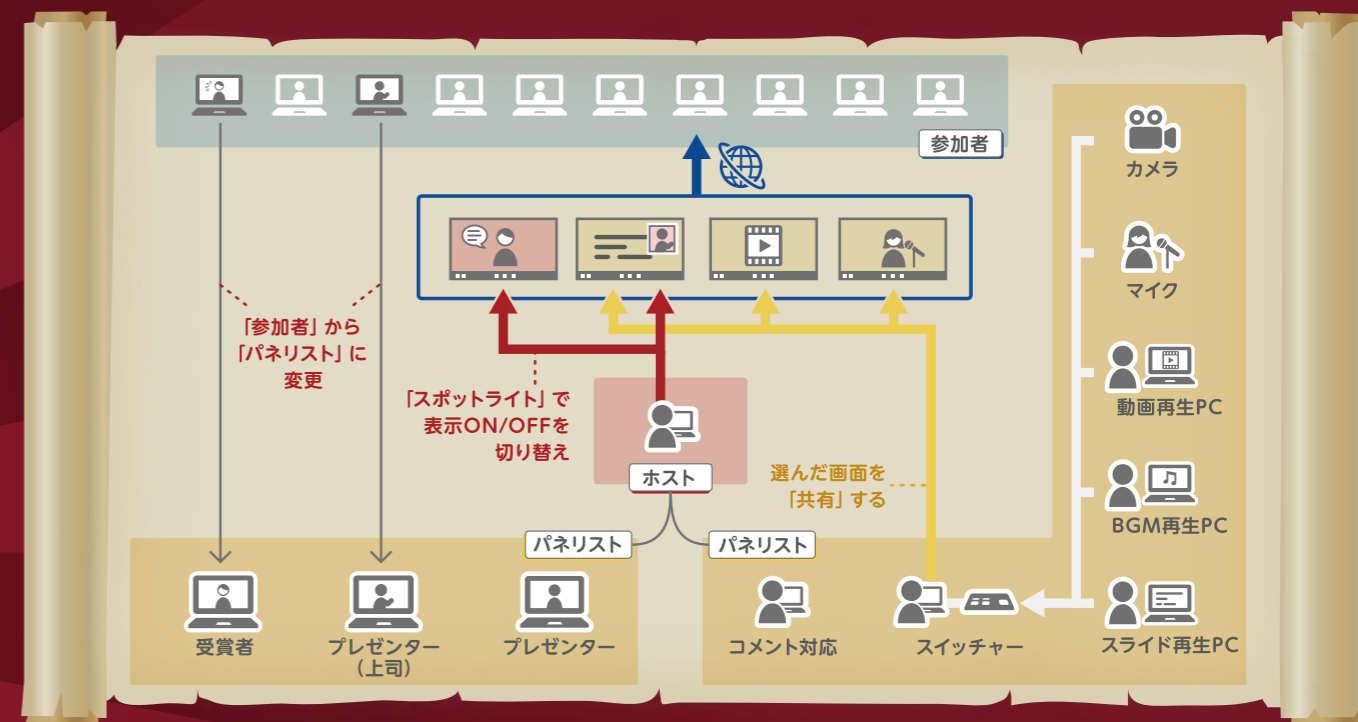 参加者
カメラ
マイク
「参加者」から
「パネリスト」に
変更
「スポットライト」で
表示ON/OFFを
切り替え
動画再生PC
ホスト
選んだ画面を
「共有」する
BGM再生PC
パネリスト
パネリスト
受賞者
プレゼンター
（上司）
プレゼンター
コメント対応
スイッチャー
スライド再生PC